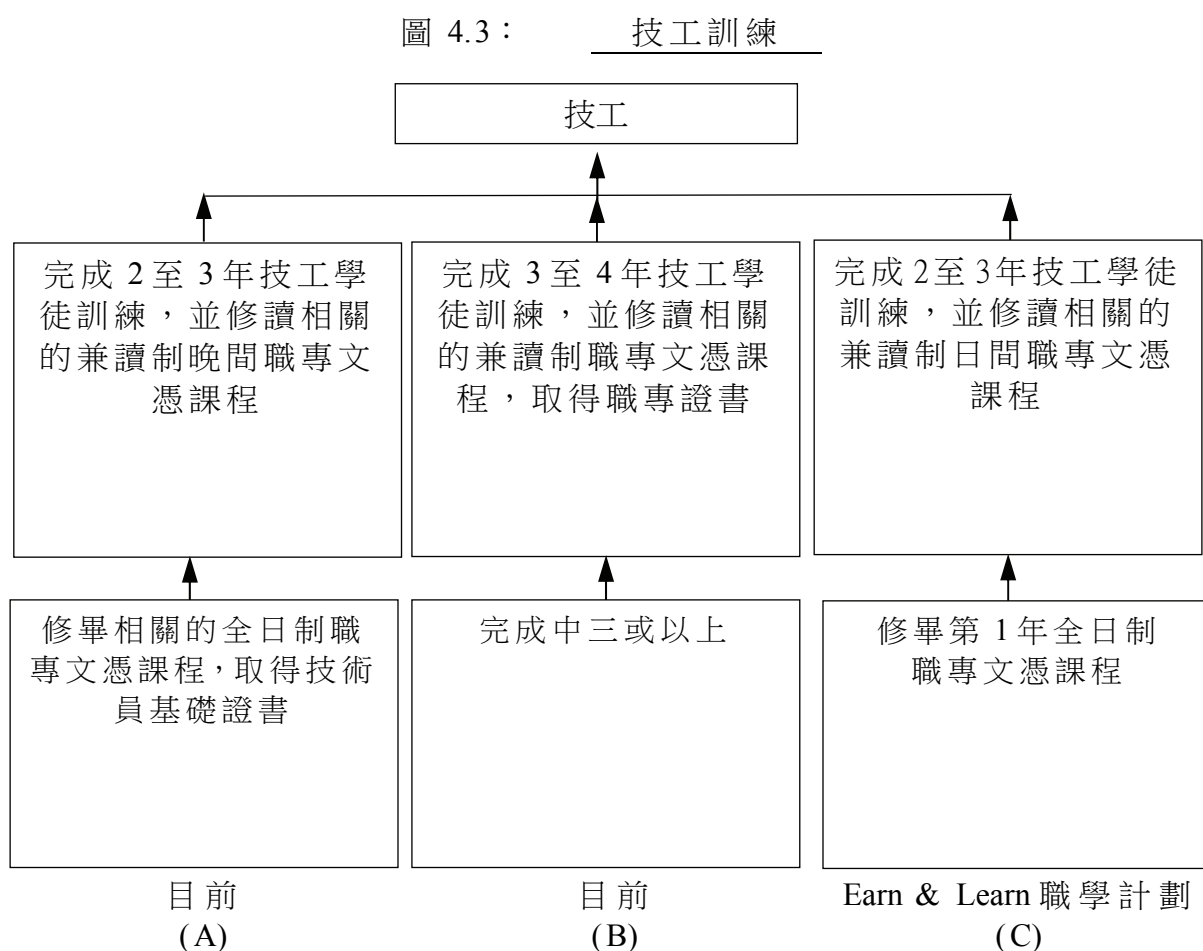 圖 4.3： 技工訓練
技工
完成 2 至 3 年技工學
徒訓練，並修讀相關
的兼讀制晚間職專文
憑課程
完成 3 至 4 年技工學
徒訓練，並修讀相關
的兼讀制職專文憑課
程，取得職專證書
完成 2 至 3 年技工學徒
訓練，並修讀相關的
兼讀制日間職專文憑
課程
修畢相關的全日制職
專文憑課程，取得技術
員基礎證書
完成中三或以上
修畢第 1 年全日制
職專文憑課程
目前
(A)
目前
(B)
Earn & Learn 職學計劃
(C)